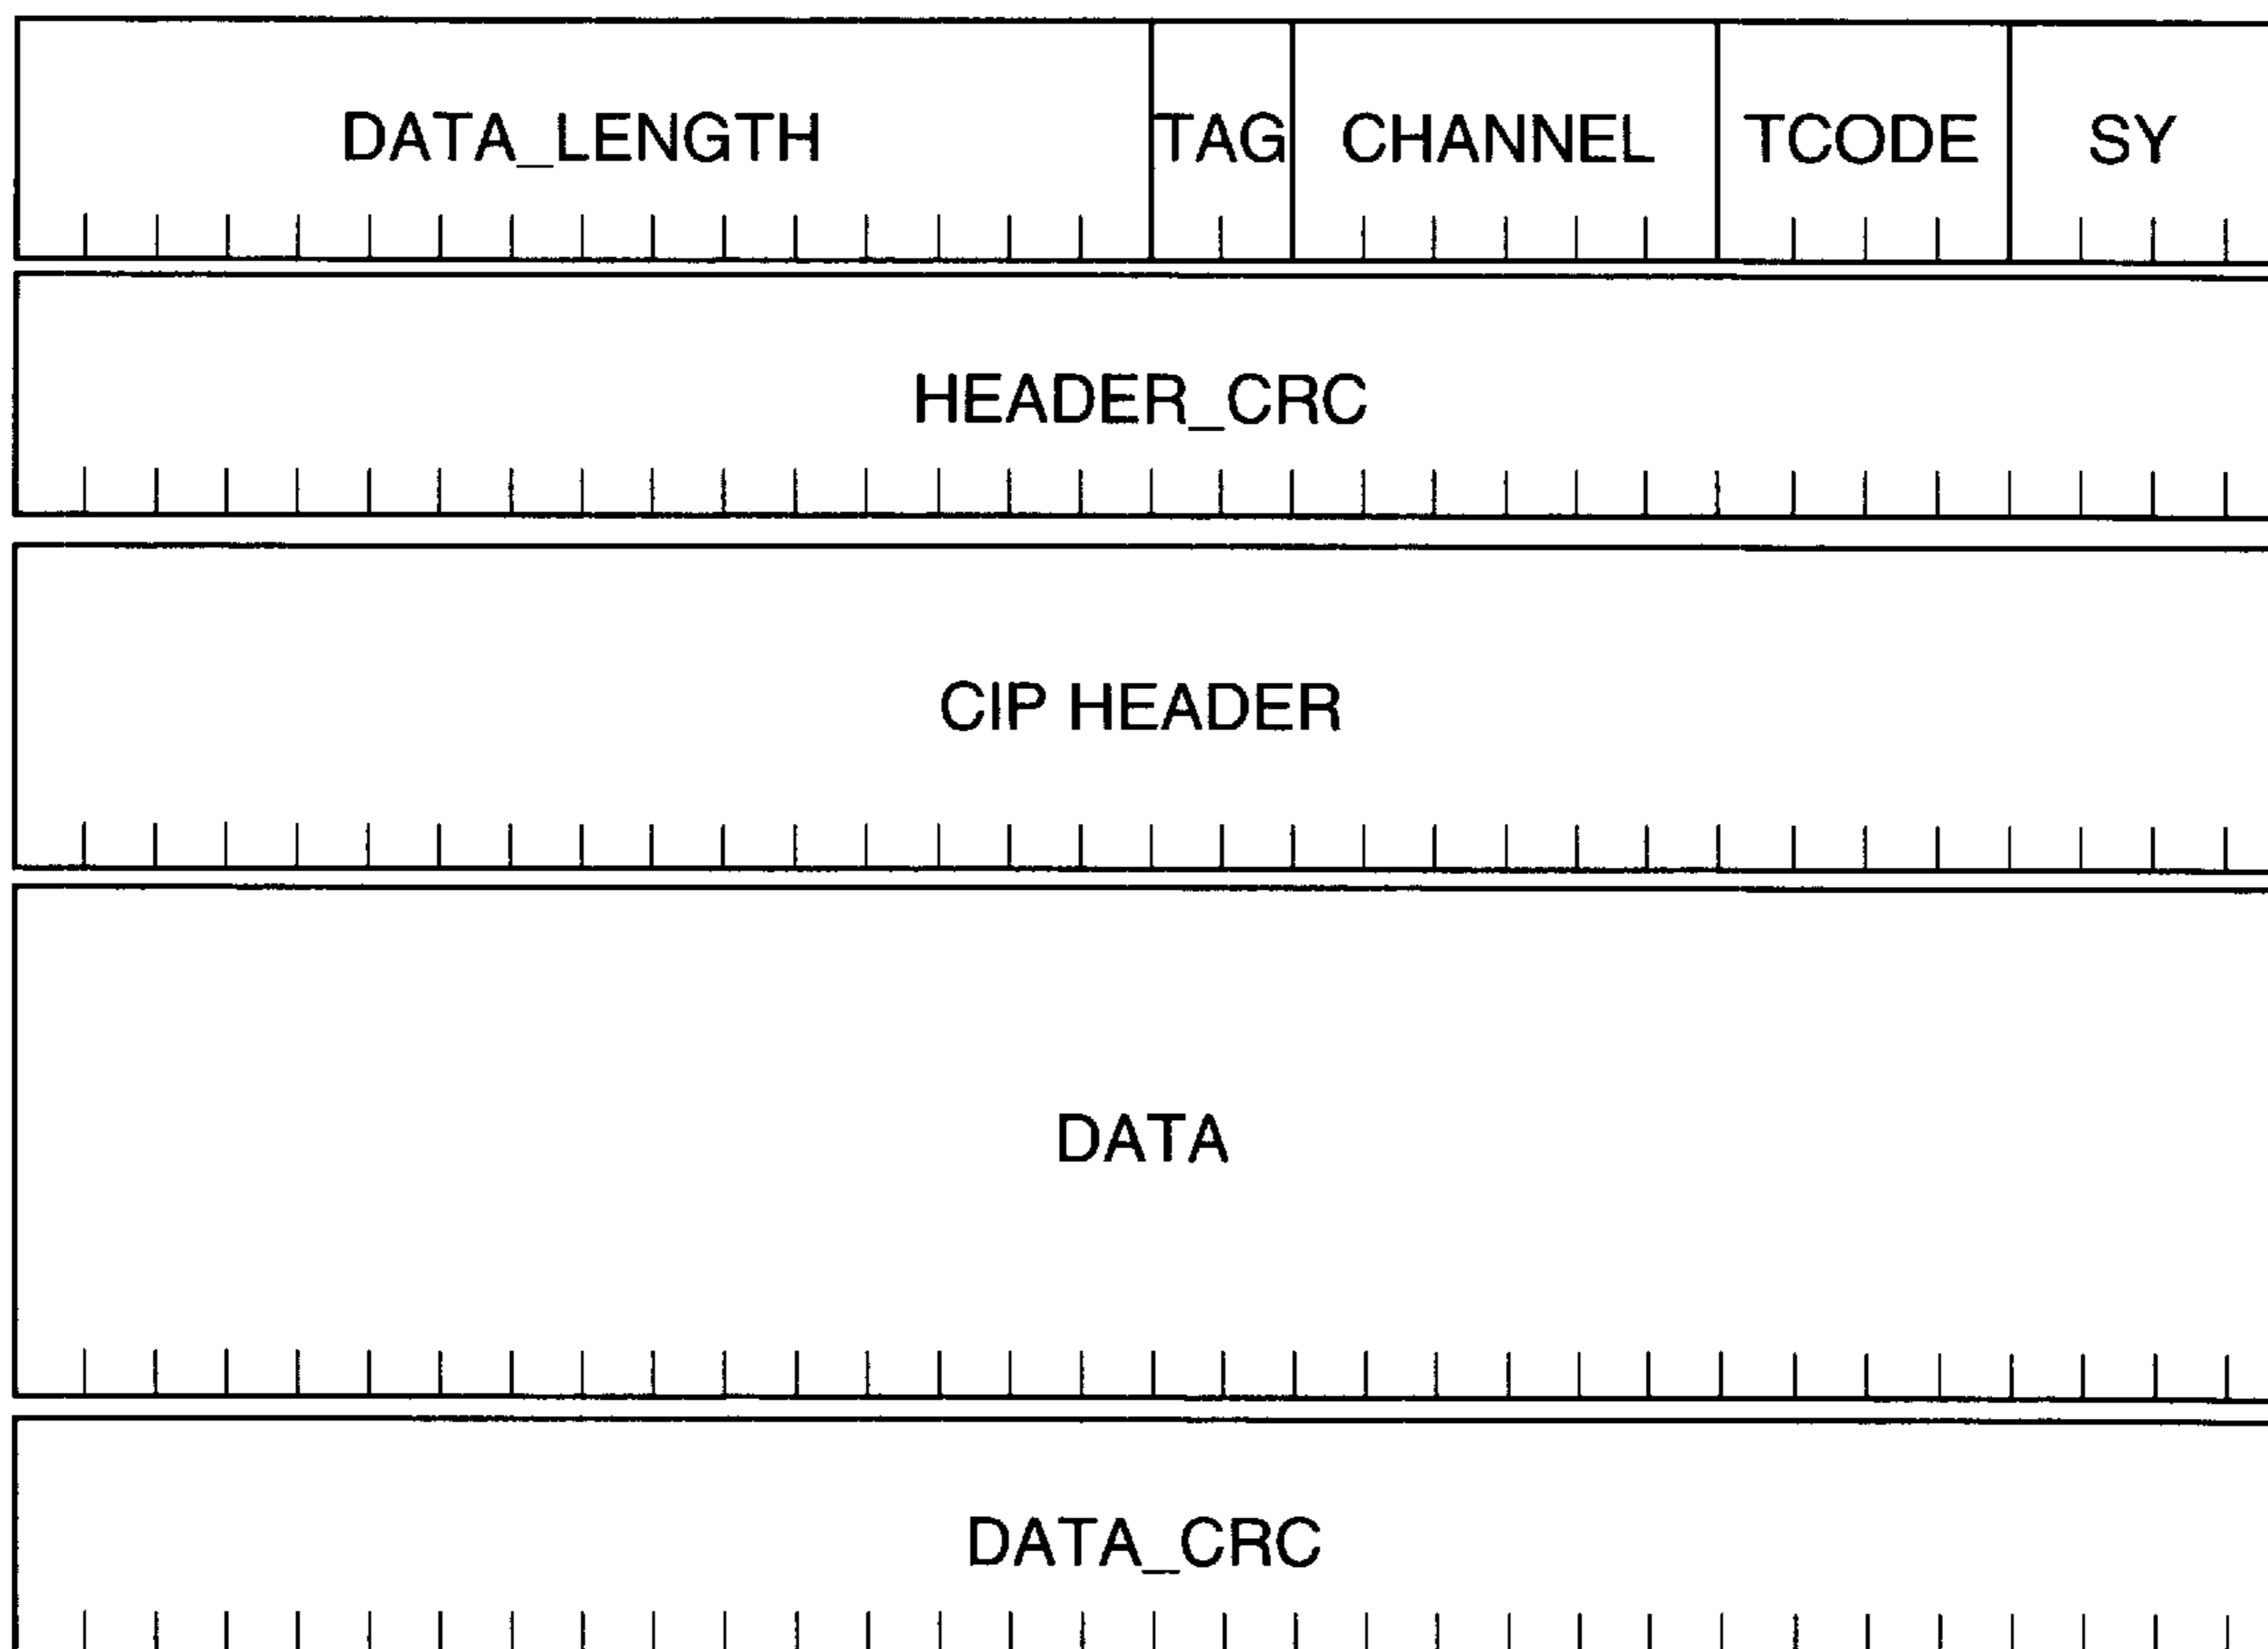 DATA_LENGTH TAG CHANNEL TCODE SY
HEADER_CRC
CIP HEADER
DATA
DATA_CRC